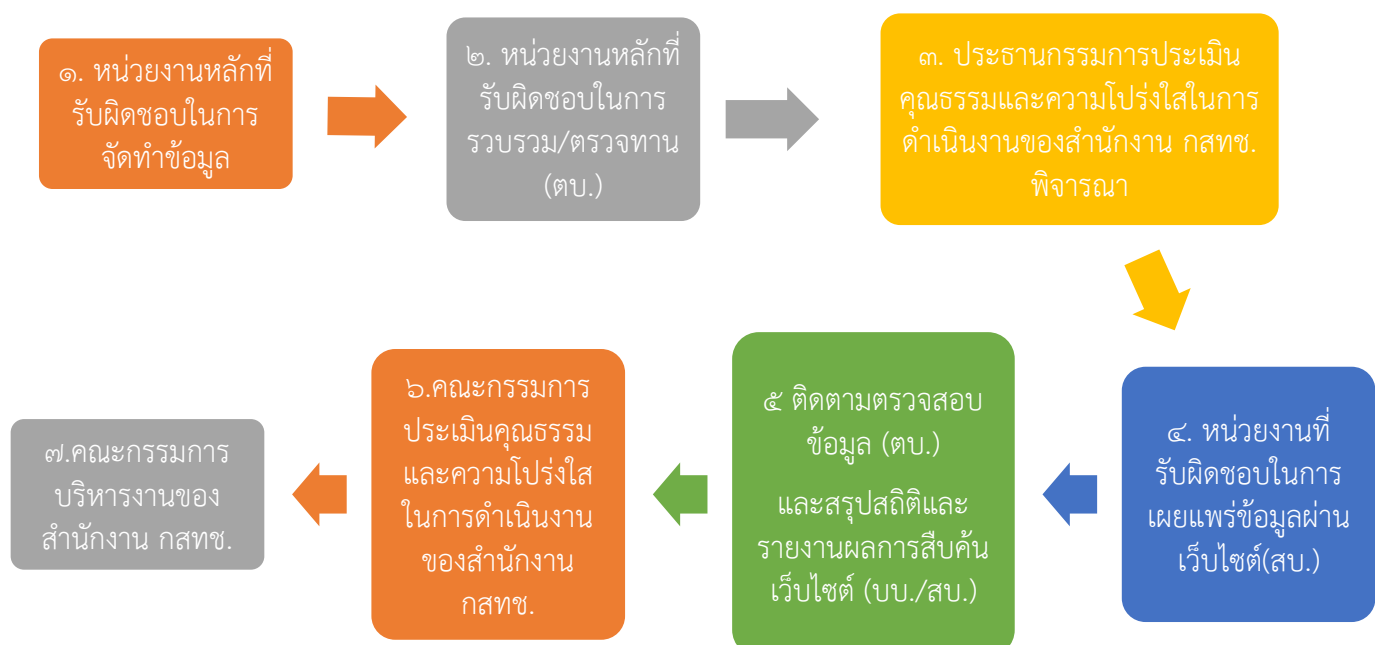 ๑. หน่วยงานหลักที่
รับผิดชอบในการ
จัดทำข้อมูล
๒. หน่วยงานหลักที่
รับผิดชอบในการ
รวบรวม/ตรวจทาน
(ตบ.)
๓. ประธานกรรมการประเมิน
คุณธรรมและความโปร่งใสในการ
ดำเนินงานของสำนักงาน กสทช.
พิจารณา
๔. หน่วยงานที่
รับผิดชอบในการ
เผยแพร่ข้อมูลผ่าน
เว็บไซต์(สบ.)
๕ ติดตามตรวจสอบ
ข้อมูล (ตบ.)
และสรุปสถิติและ
รายงานผลการสืบค้น
เว็บไซต์ (บบ./สบ.)
๖.คณะกรรมการ
ประเมินคุณธรรม
และความโปร่งใส
ในการดำเนินงาน
ของสำนักงาน
กสทช.
๗.คณะกรรมการ
บริหารงานของ
สำนักงาน กสทช.